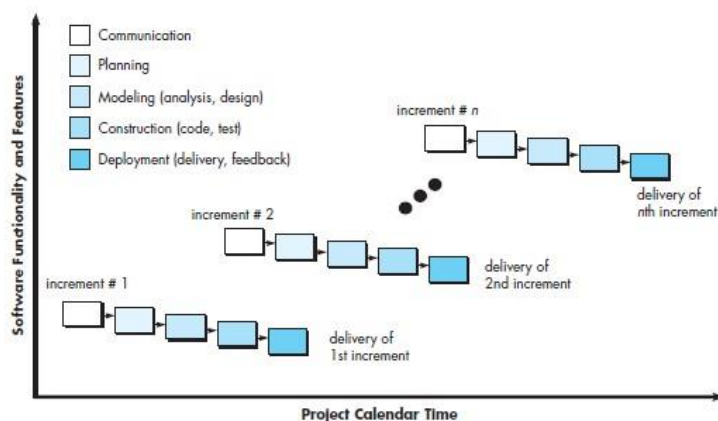 Communication
Planning
Modeling (analysis, design)
Construction (code, test)
Deployment (delivery, feedback)
increment # n
delivery of
nth increment
increment # 2
delivery of
2nd increment
increment # 1
delivery of
1st increment
Software Functionality and Features
Project Calendar Time